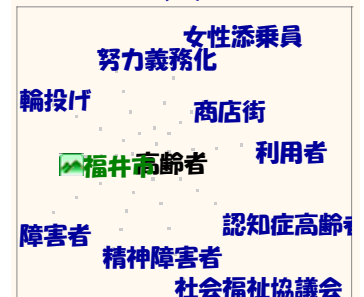 女性添乗員
努力義務化
輪投げ
商店街
利用者
福井市
高齢者
認知症高齢者
障害者
精神障害者
社会福祉協議会